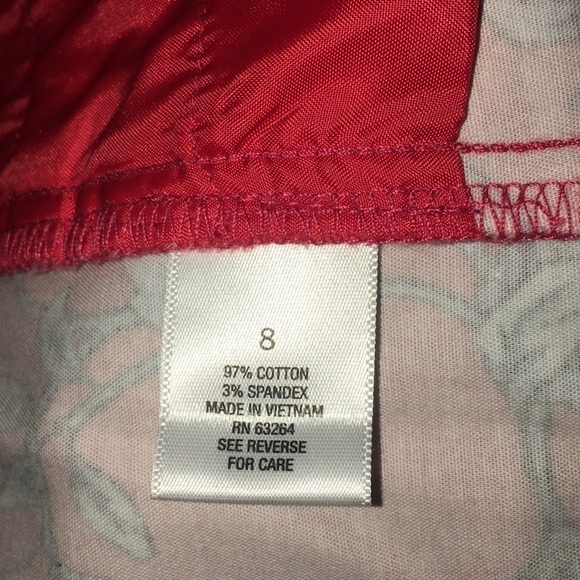 8
97% COTTON
3% SPANDEX
MADE IN VIETNAM
RN 63264
SEE REVERSE
FOR CARE